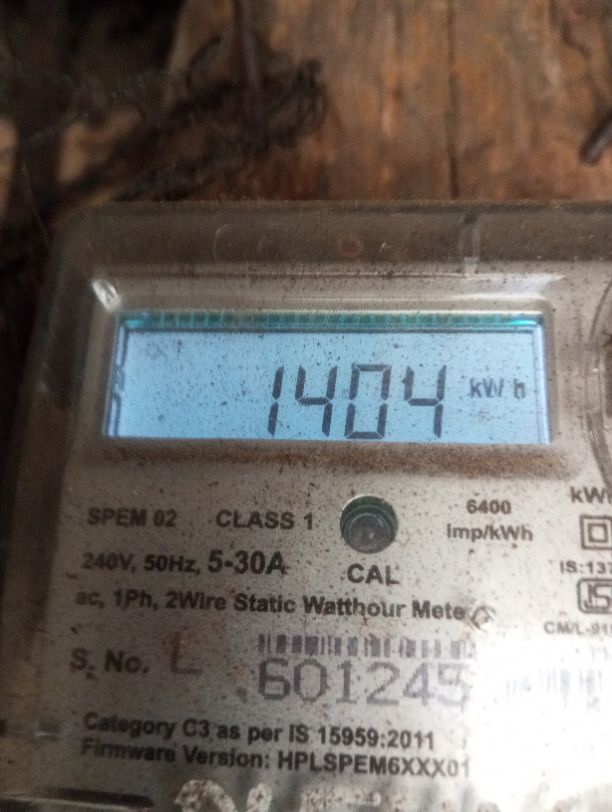 1404 kW h
SPEM 02 CLASS 1
6400
Imp/kWh
240V, 50Hz, 5-30A
CAL
ac, 1Ph, 2Wire Static Watthour Mete
S. No. L 601245
Category C3 as per IS 15959:2011
Firmware Version: HPLSPEM6XXX01